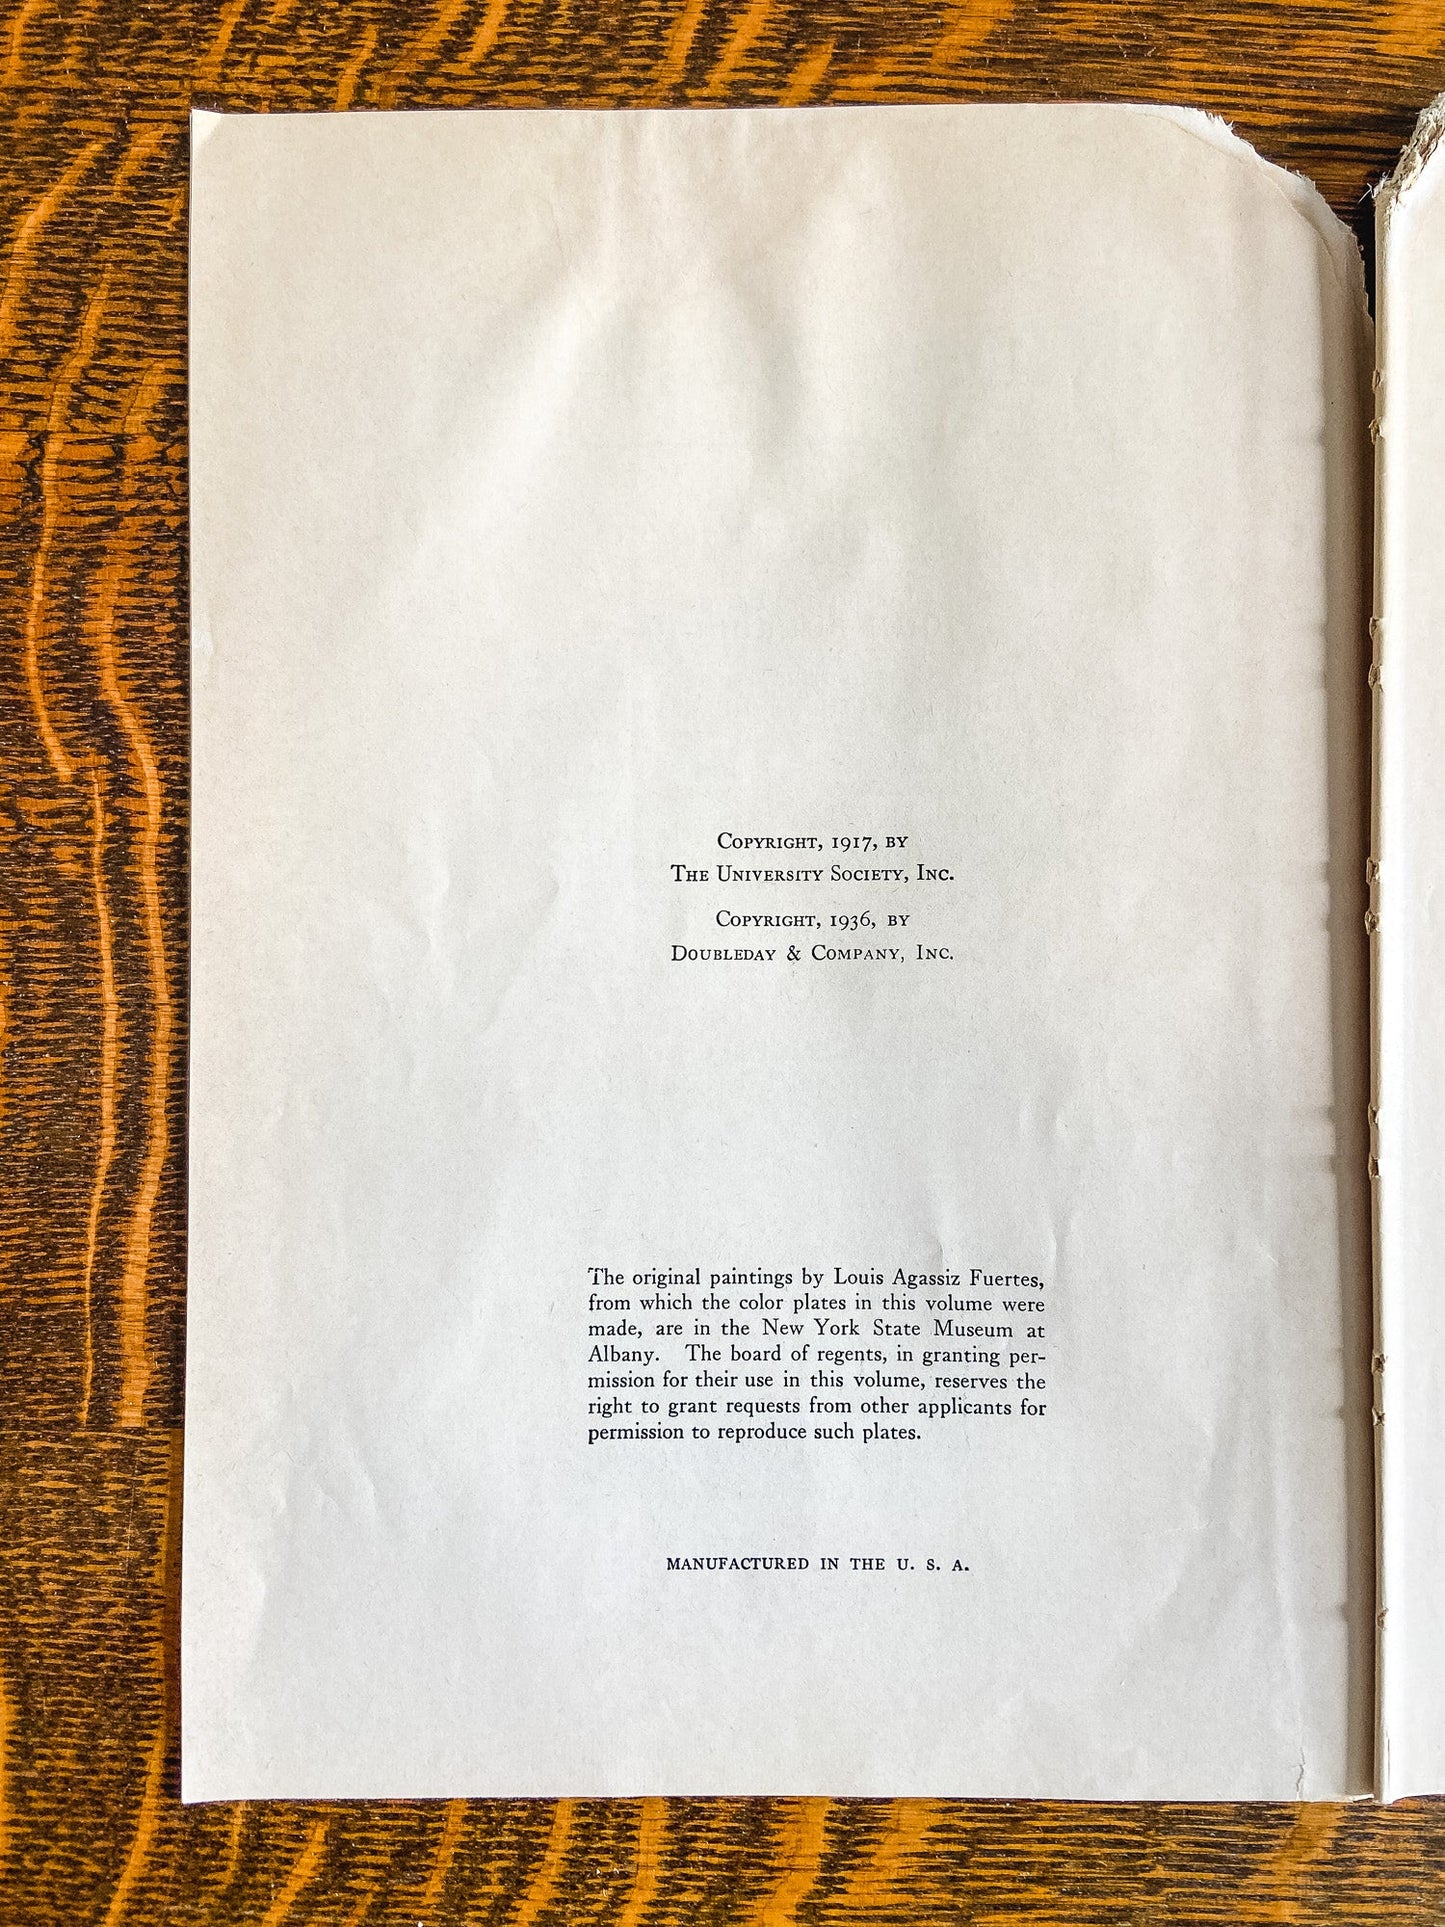 Copyright, 1917, by
The University Society, Inc.
Copyright, 1936, by
Doubleday & Company, Inc.
The original paintings by Louis Agassiz Fuertes,
from which the color plates in this volume were
made, are in the New York State Museum at
Albany. The board of regents, in granting per-
mission for their use in this volume, reserves the
right to grant requests from other applicants for
permission to reproduce such plates.
MANUFACTURED IN THE U. S. A.